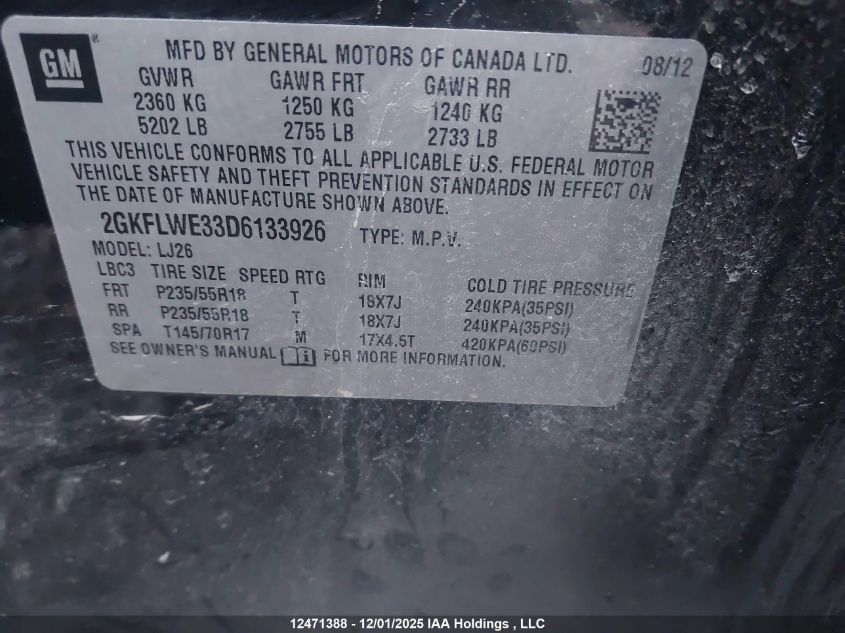 GM ®
MFD BY GENERAL MOTORS OF CANADA LTD. 08/12
GVWR GAWR FRT GAWR RR
2360 KG 1250 KG 1240 KG
5202 LB 2755 LB 2733 LB
THIS VEHICLE CONFORMS TO ALL APPLICABLE U.S. FEDERAL MOTOR
VEHICLE SAFETY AND THEFT PREVENTION STANDARDS IN EFFECT ON
THE DATE OF MANUFACTURE SHOWN ABOVE.
2GKFLWE33D6133926 TYPE: M.P.V.
MODEL: LJ26
LBC3 TIRE SIZE SPEED RTG RIM COLD TIRE PRESSURE
FRT P235/55R18 T 18X7J 240KPA(35PSI)
RR P235/55R18 T 18X7J 240KPA(35PSI)
SPA T145/70R17 M 17X4.5T 420KPA(60PSI)
SEE OWNER'S MANUAL FOR MORE INFORMATION.
12471388 - 12/01/2025 IAA Holdings , LLC